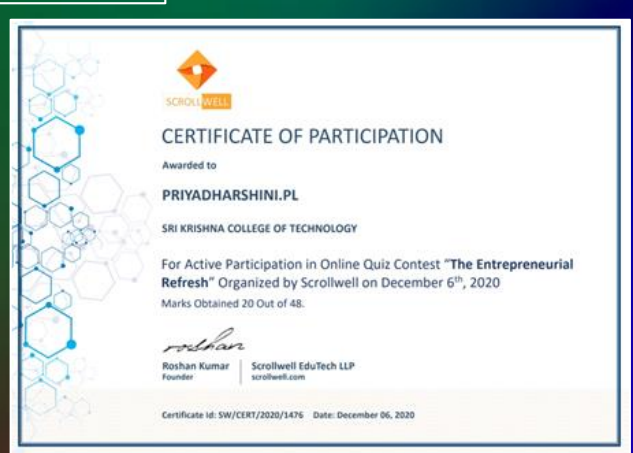 SCROLLWELL
CERTIFICATE OF PARTICIPATION
Awarded to
PRIYADHARSHINI.PL
SRI KRISHNA COLLEGE OF TECHNOLOGY
For Active Participation in Online Quiz Contest "The Entrepreneurial
Refresh" Organized by Scrollwell on December 6th, 2020
Marks Obtained 20 Out of 48.
roshan
Roshan Kumar
Founder
Scrollwell EduTech LLP
scrollwell.com
Certificate Id: SW/CERT/2020/1476 Date: December 06, 2020